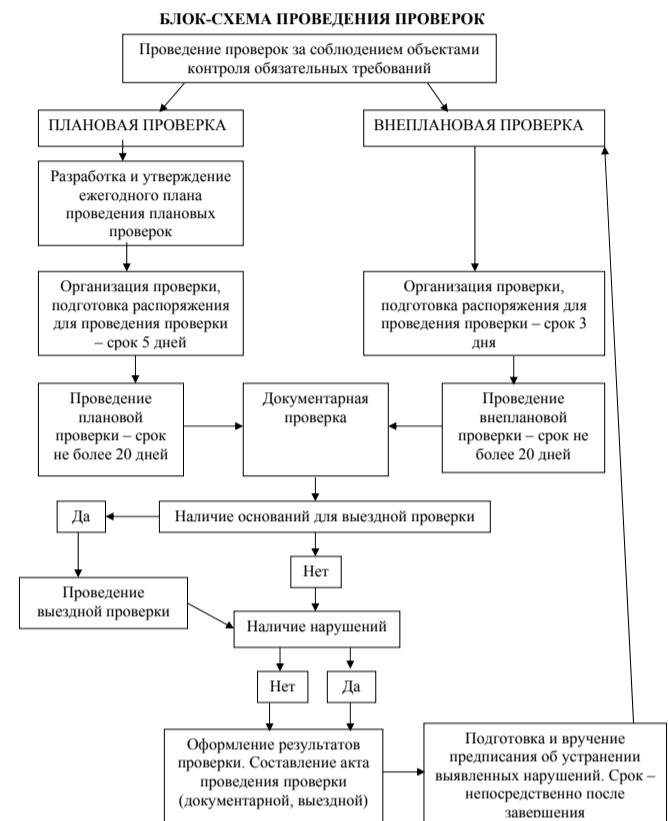 БЛОК-СХЕМА ПРОВЕДЕНИЯ ПРОВЕРОК
Проведение проверок за соблюдением объектами
контроля обязательных требований
ПЛАНОВАЯ ПРОВЕРКА
ВНЕПЛАНОВАЯ ПРОВЕРКА
Разработка и утверждение
ежегодного плана
проведения плановых
проверок
Организация проверки,
подготовка распоряжения
для проведения проверки
– срок 5 дней
Организация проверки,
подготовка распоряжения для
проведения проверки – срок 3
дня
Проведение
плановой
проверки – срок
не более 20 дней
Документарная
проверка
Проведение
внеплановой
проверки – срок не
более 20 дней
Да
Наличие оснований для выездной проверки
Нет
Проведение
выездной проверки
Наличие нарушений
Нет
Да
Оформление результатов
проверки. Составление акта
проведения проверки
(документарной, выездной)
Подготовка и вручение
предписания об устранении
выявленных нарушений. Срок –
непосредственно после
завершения